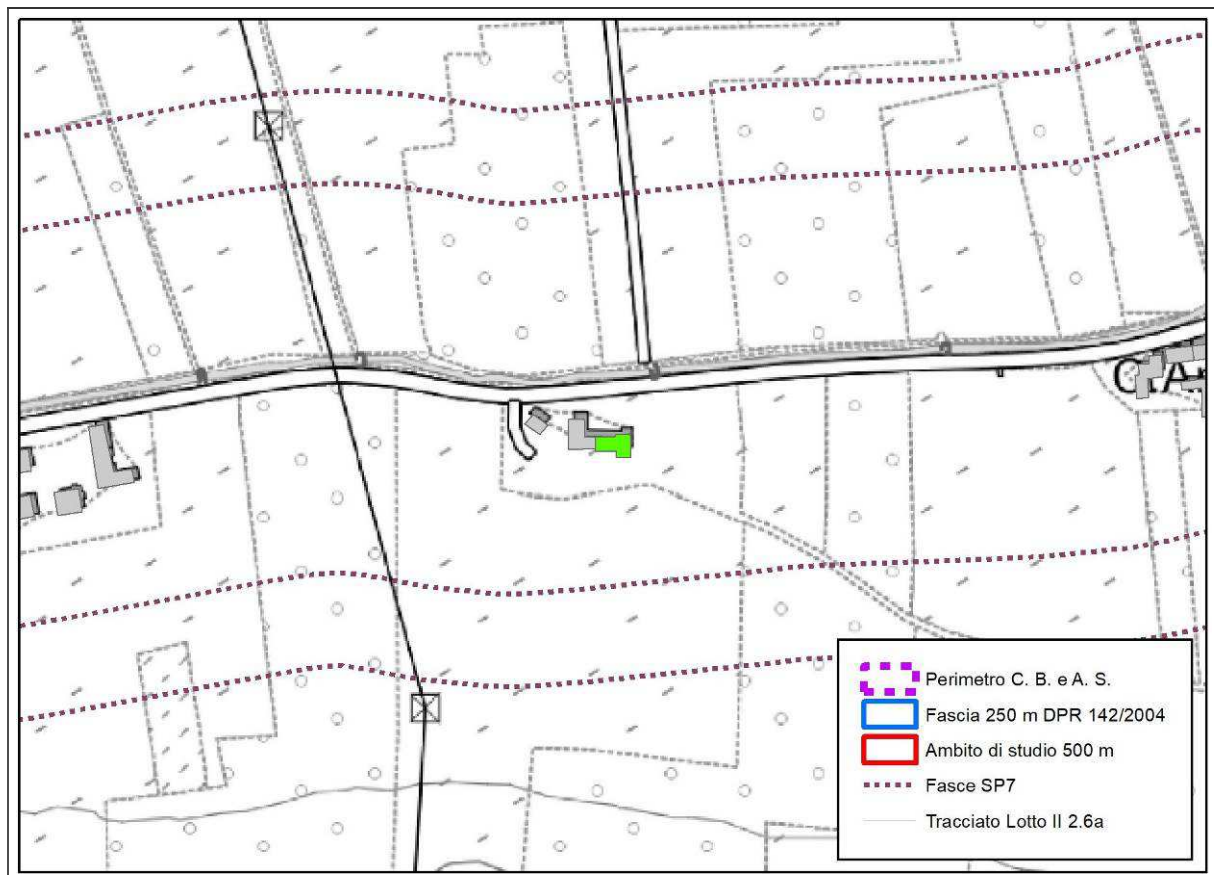 Perimetro C. B. e A. S.
Fascia 250 m DPR 142/2004
Ambito di studio 500 m
Fasce SP7
Tracciato Lotto II 2.6a